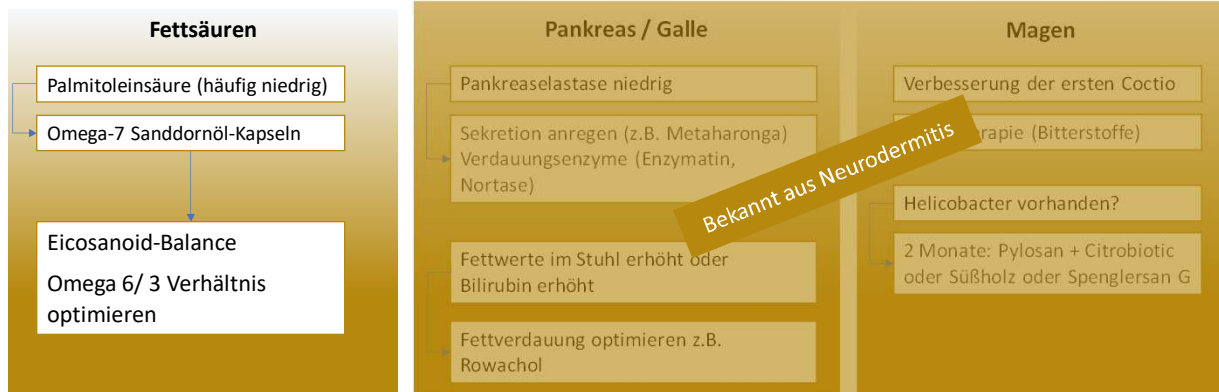 Fettsäuren
Palmitoleinsäure (häufig niedrig)
Omega-7 Sanddornöl-Kapseln
Eicosanoid-Balance
Omega 6/ 3 Verhältnis
optimieren
Pankreas / Galle
Pankreaselastase niedrig
Sekretion anregen (z.B. Metaharonga)
Verdauungsenzyme (Enzymatin,
Nortase)
Fettwerte im Stuhl erhöht oder
Bilirubin erhöht
Fettverdauung optimieren z.B.
Rowachol
Bekannt aus Neurodermitis
Magen
Verbesserung der ersten Coctio
(Bitterstoffe)
Helicobacter vorhanden?
2 Monate: Pylosan + Citrobiotic
oder Süßholz oder Spenglersan G